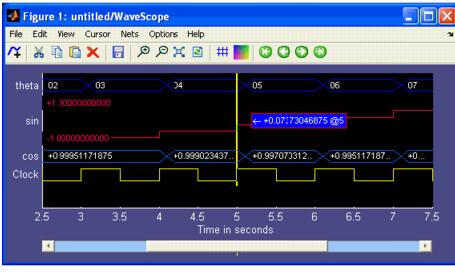 Figure 1: untitled/WaveScope
File Edit View Cursor Nets Options Help
theta 02 03 04 05 06 07
+1.00000000000
sin ← +0.07373046875 @5
-1.00000000000
cos +0.99951171875 +0.999023437.. +0.997070312.. +0.995117187.. +0...
Clock
2.5 3 3.5 4 4.5 5 5.5 6 6.5 7 7.5
Time in seconds